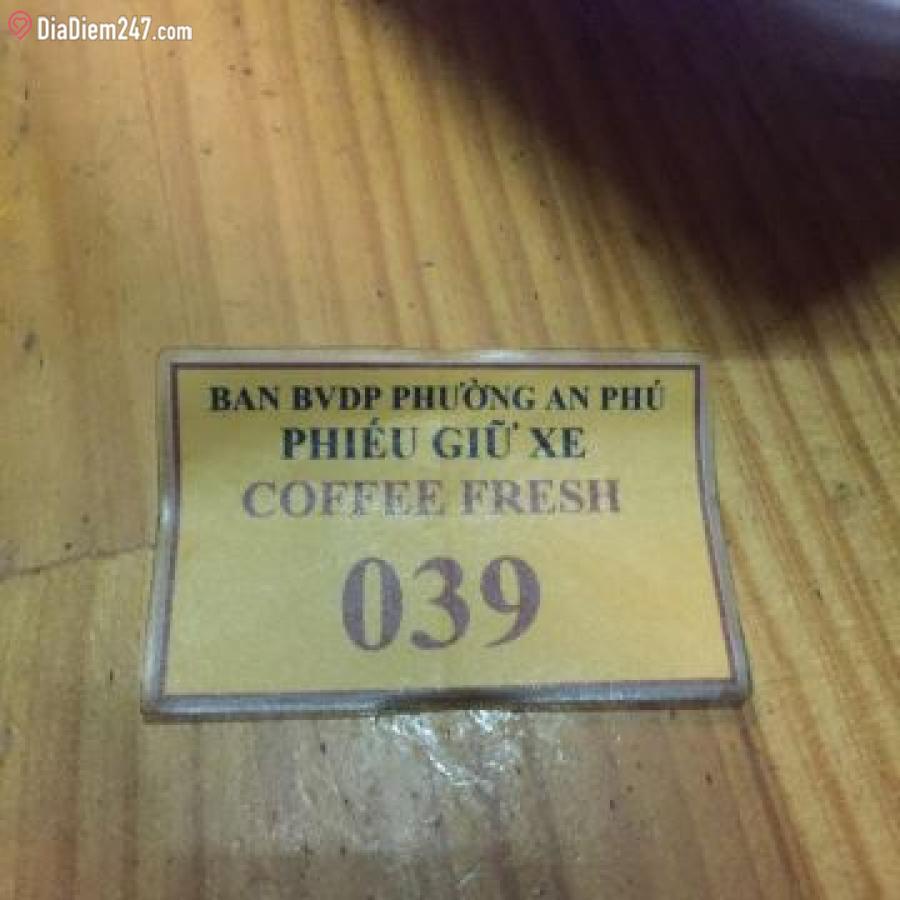 DiaDiem247.com
BAN BVDP PHƯỜNG AN PHÚ
PHIẾU GIỮ XE
COFFEE FRESH
039